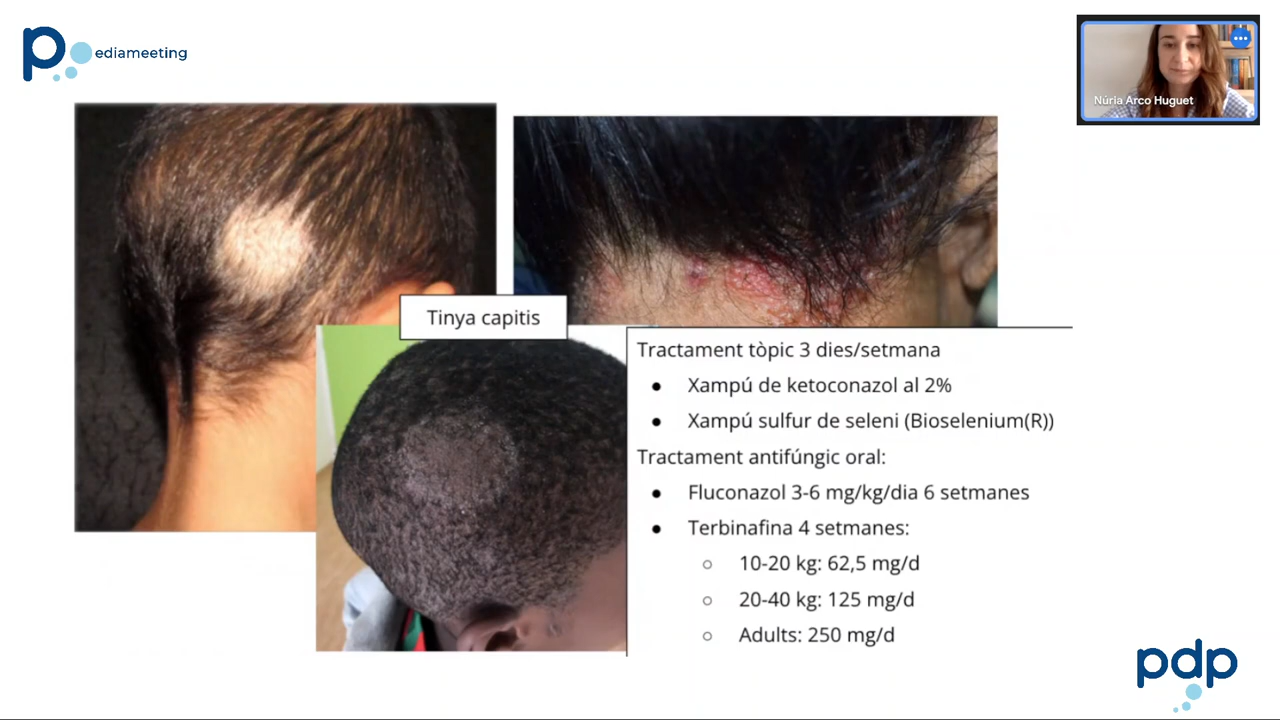 pediameeting
Núria Arco Huguet
Tinya capitis
Tractament tòpic 3 dies/setmana
● Xampú de ketoconazol al 2%
● Xampú sulfur de seleni (Bioselenium(R))
Tractament antifúngic oral:
● Fluconazol 3-6 mg/kg/dia 6 setmanes
● Terbinafina 4 setmanes:
○ 10-20 kg: 62,5 mg/d
○ 20-40 kg: 125 mg/d
○ Adults: 250 mg/d
pdp